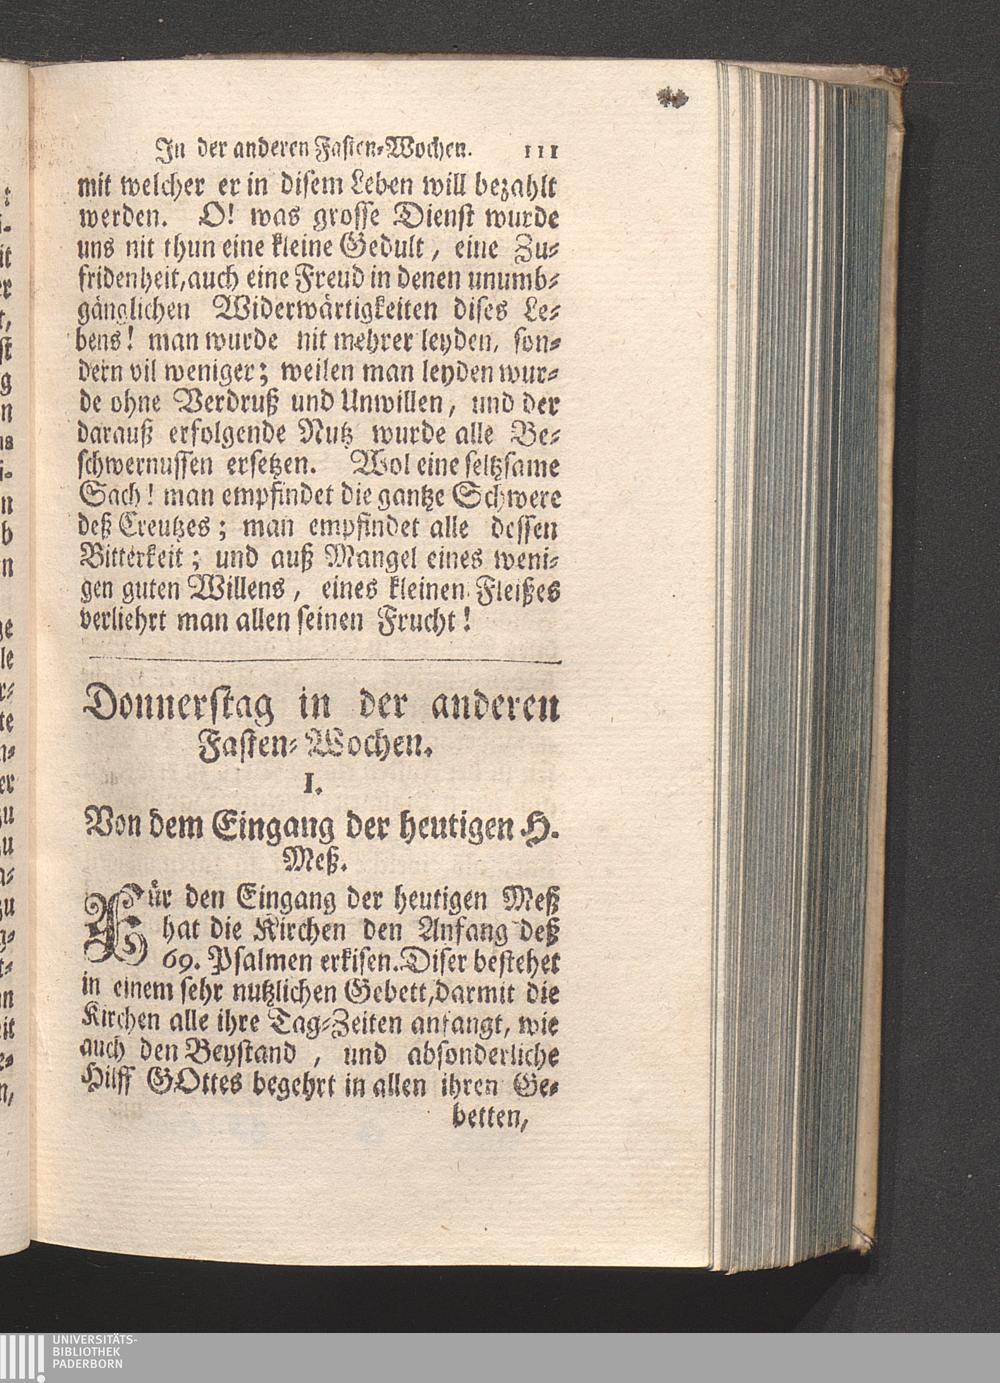 In der anderen Fasten-Wochen. 111
mit welcher er in disem Leben will bezahlt
werden. O! was grosse Dienst wurde
uns nit thun eine kleine Gedult, eine Zu-
fridenheit, auch eine Freud in denen unumb-
gänglichen Widerwärtigkeiten dises Le-
bens! man wurde nit mehrer leyden, son-
dern vil weniger; weilen man leyden wur-
de ohne Verdruß und Unwillen, und der
darauß erfolgende Nutz wurde alle Be-
schwernussen ersetzen. Wol eine seltzsame
Sach! man empfindet die gantze Schwere
deß Creutzes; man empfindet alle dessen
Bitterkeit; und auß Mangel eines weni-
gen guten Willens, eines kleinen Fleißes
verliehrt man allen seinen Frucht!
Donnerstag in der anderen
Fasten-Wochen.
I.
Von dem Eingang der heutigen H.
Meß.
Für den Eingang der heutigen Meß
hat die Kirchen den Anfang deß
69. Psalmen erkisen. Diser bestehet
in einem sehr nutzlichen Gebett, darmit die
Kirchen alle ihre Tag-Zeiten anfangt, wie
auch den Beystand, und absonderliche
Hilff GOttes begehrt in allen ihren Ge-
betten,
UNIVERSITÄTS-
BIBLIOTHEK
PADERBORN